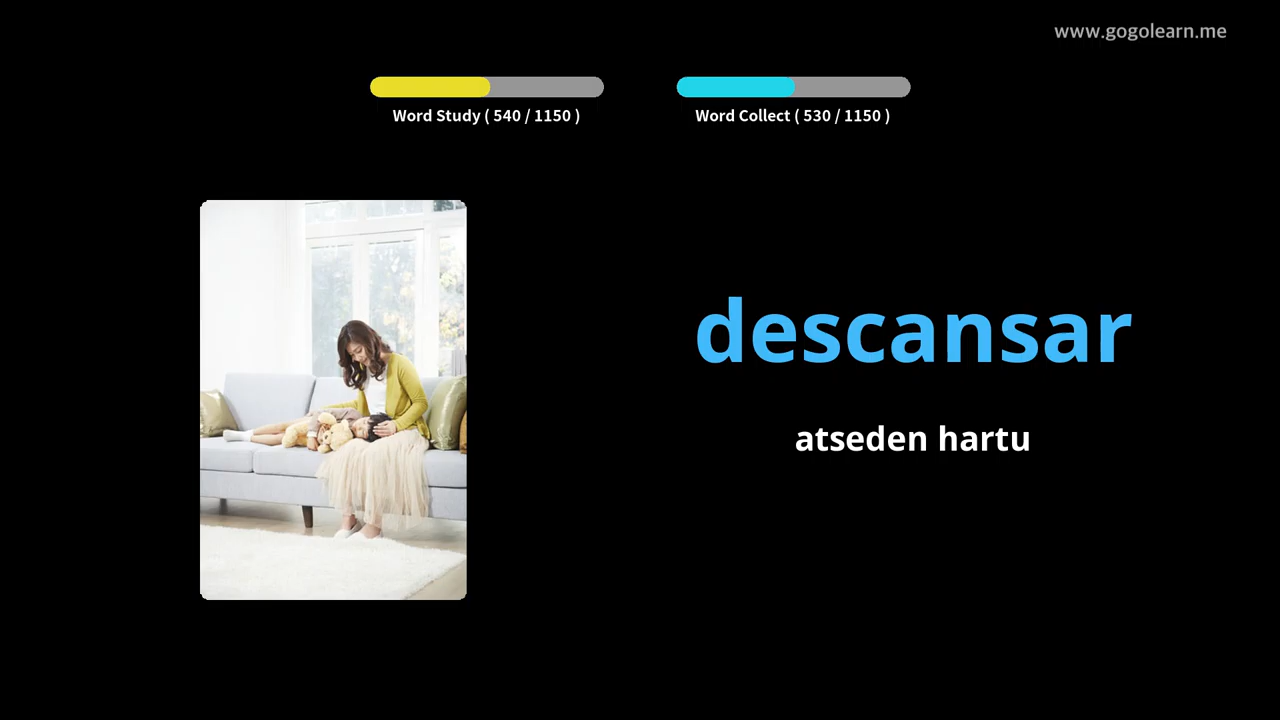 www.gogolearn.me
Word Study ( 540 / 1150 )
Word Collect ( 530 / 1150 )
descansar
atseden hartu